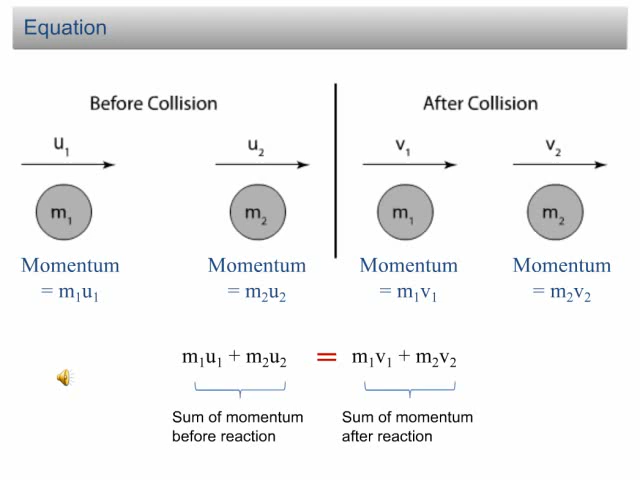 Equation
Before Collision
After Collision
u₁
u₂
v₁
v₂
m₁
m₂
m₁
m₂
Momentum
= m₁u₁
Momentum
= m₂u₂
Momentum
= m₁v₁
Momentum
= m₂v₂
m₁u₁ + m₂u₂ = m₁v₁ + m₂v₂
Sum of momentum
before reaction
Sum of momentum
after reaction